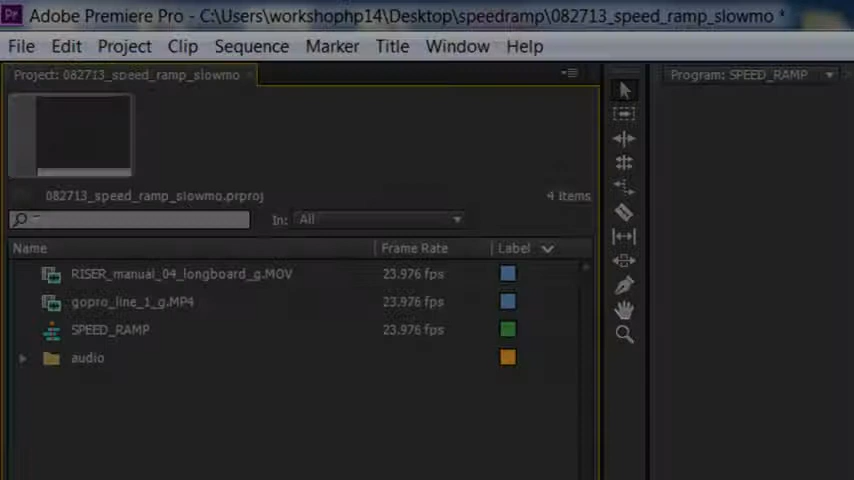 Pr Adobe Premiere Pro - C:\Users\workshophp14\Desktop\speedramp\082713_speed_ramp_slowmo *
File Edit Project Clip Sequence Marker Title Window Help
Project: 082713_speed_ramp_slowmo × Program: SPEED_RAMP
082713_speed_ramp_slowmo.prproj 4 items
In: All
Name Frame Rate Label
RISER_manual_04_longboard_g.MOV 23.976 fps
gopro_line_1_g.MP4 23.976 fps
SPEED_RAMP 23.976 fps
audio